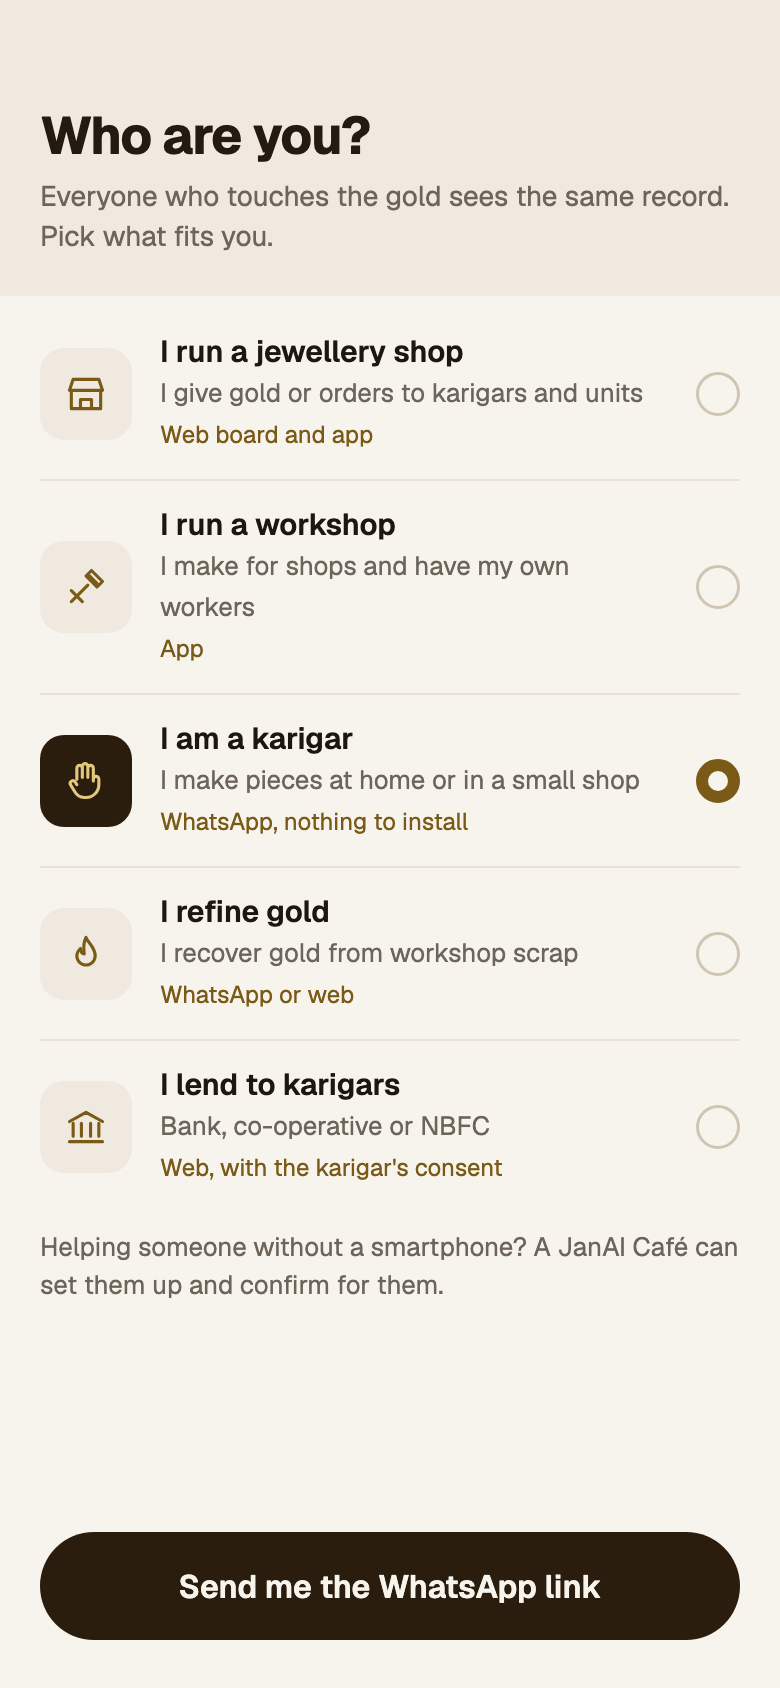 Who are you?
Everyone who touches the gold sees the same record.
Pick what fits you.
I run a jewellery shop
I give gold or orders to karigars and units
Web board and app
I run a workshop
I make for shops and have my own
workers
App
I am a karigar
I make pieces at home or in a small shop
WhatsApp, nothing to install
I refine gold
I recover gold from workshop scrap
WhatsApp or web
I lend to karigars
Bank, co-operative or NBFC
Web, with the karigar's consent
Helping someone without a smartphone? A JanAI Café can
set them up and confirm for them.
Send me the WhatsApp link